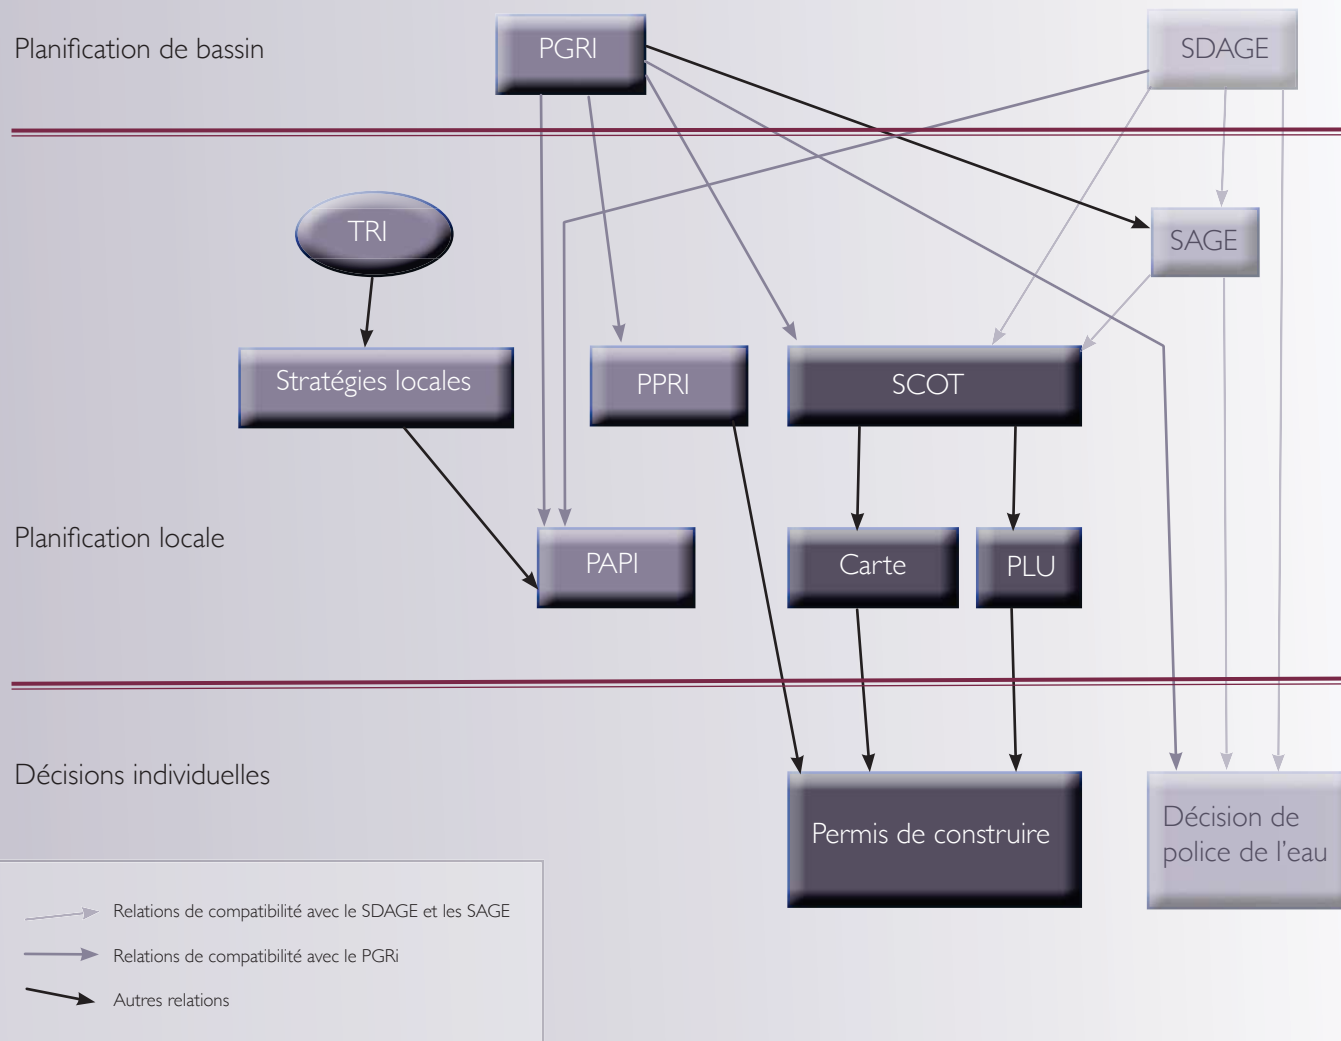 Planification de bassin
PGRI
SDAGE
TRI
SAGE
Stratégies locales
PPRI
SCOT
Planification locale
PAPI
Carte
PLU
Décisions individuelles
Permis de construire
Décision de
police de l'eau
Relations de compatibilité avec le SDAGE et les SAGE
Relations de compatibilité avec le PGRi
Autres relations